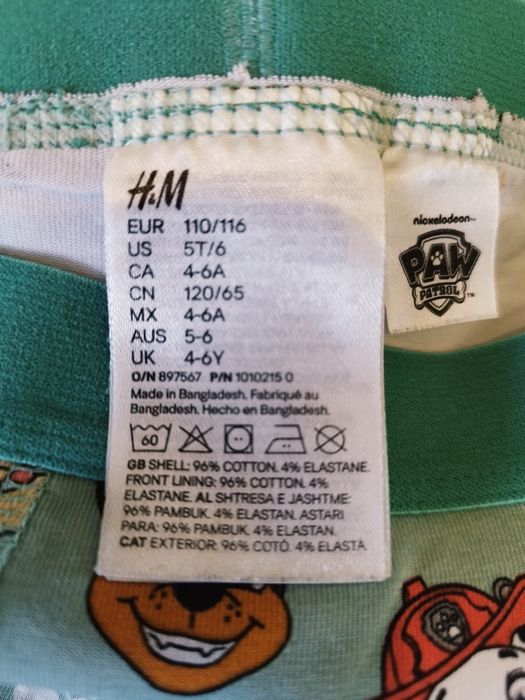 H&M
EUR 110/116
US 5T/6
CA 4-6A
CN 120/65
MX 4-6A
AUS 5-6
UK 4-6Y
O/N 897567 P/N 1010215 0
Made in Bangladesh. Fabriqué au
Bangladesh. Hecho en Bangladesh.
60
GB SHELL: 96% COTTON. 4% ELASTANE.
FRONT LINING: 96% COTTON. 4%
ELASTANE. AL SHTRESA E JASHTME:
96% PAMBUK. 4% ELASTAN. ASTARI
PARA: 96% PAMBUK. 4% ELASTAN.
CAT EXTERIOR: 96% COTÓ. 4% ELASTÀ
nickelodeon™
PAW
PATROL™